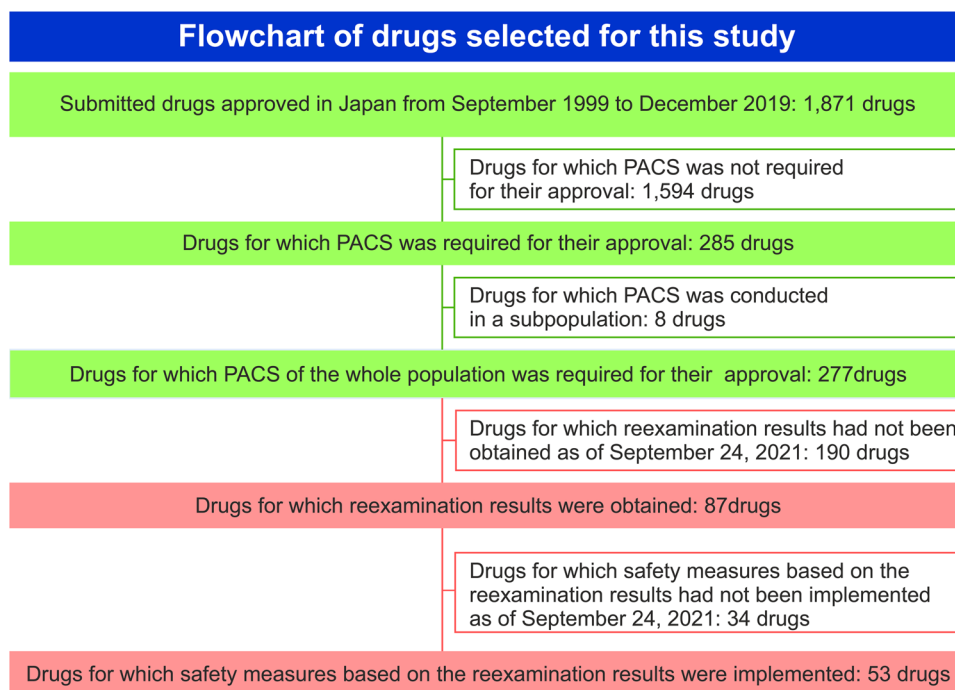 Flowchart of drugs selected for this study
Submitted drugs approved in Japan from September 1999 to December 2019: 1,871 drugs
Drugs for which PACS was not required
for their approval: 1,594 drugs
Drugs for which PACS was required for their approval: 285 drugs
Drugs for which PACS was conducted
in a subpopulation: 8 drugs
Drugs for which PACS of the whole population was required for their approval: 277drugs
Drugs for which reexamination results had not been
obtained as of September 24, 2021: 190 drugs
Drugs for which reexamination results were obtained: 87drugs
Drugs for which safety measures based on the
reexamination results had not been implemented
as of September 24, 2021: 34 drugs
Drugs for which safety measures based on the reexamination results were implemented: 53 drugs